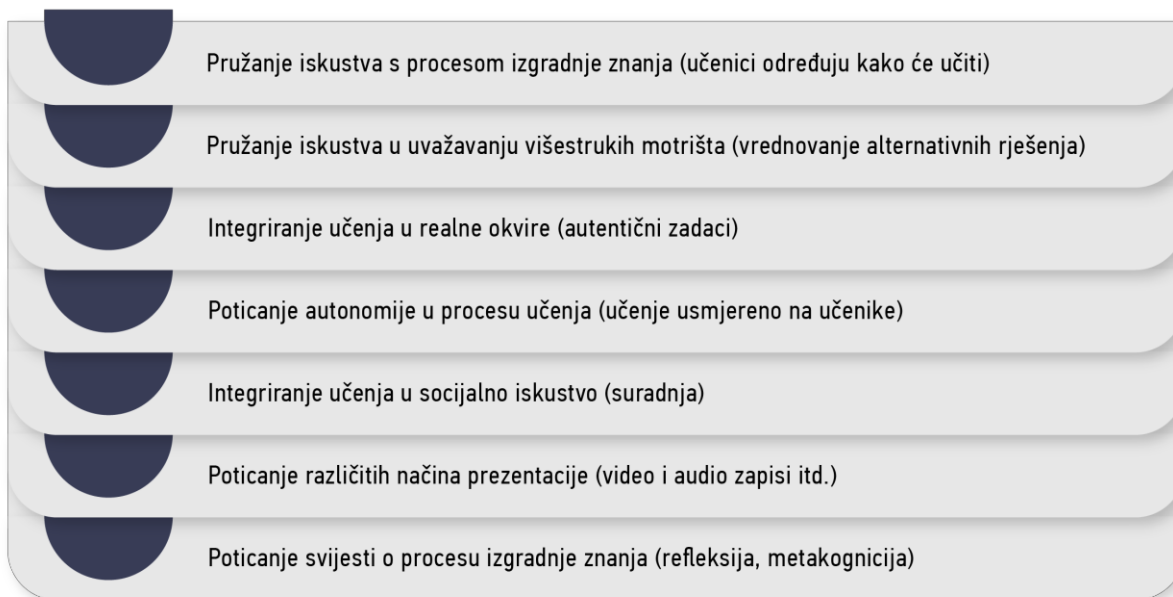 Pružanje iskustva s procesom izgradnje znanja (učenici određuju kako će učiti)
Pružanje iskustva u uvažavanju višestrukih motrišta (vrednovanje alternativnih rješenja)
Integriranje učenja u realne okvire (autentični zadaci)
Poticanje autonomije u procesu učenja (učenje usmjereno na učenike)
Integriranje učenja u socijalno iskustvo (suradnja)
Poticanje različitih načina prezentacije (video i audio zapisi itd.)
Poticanje svijesti o procesu izgradnje znanja (refleksija, metakognicija)